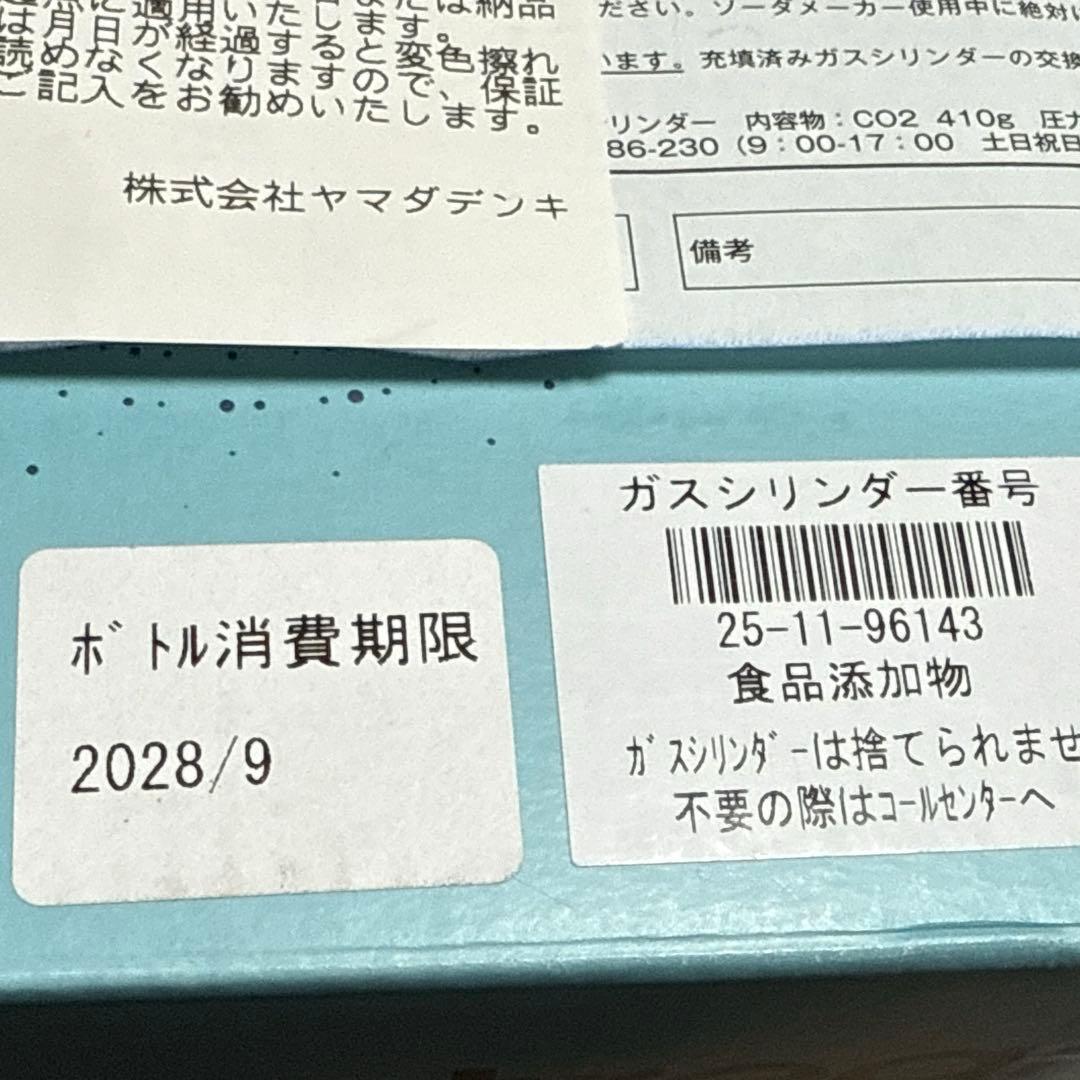 納品
月日が経過すると変色擦れ
め な く な り ま す の で、保証
ご記入をお勧めいたします。
株式会社ヤマダデンキ
ださい。ソーダメーカー使用中に絶対
います。充填済みガスシリンダーの交換
リンダー 内容物：CO2 410g 圧力
86-230（9：00-17：00 土日祝日
備考
ガスシリンダー番号
25-11-96143
食品添加物
ガスシリンダーは捨てられませ
不要の際はコールセンターへ
ボトル消費期限
2028/9